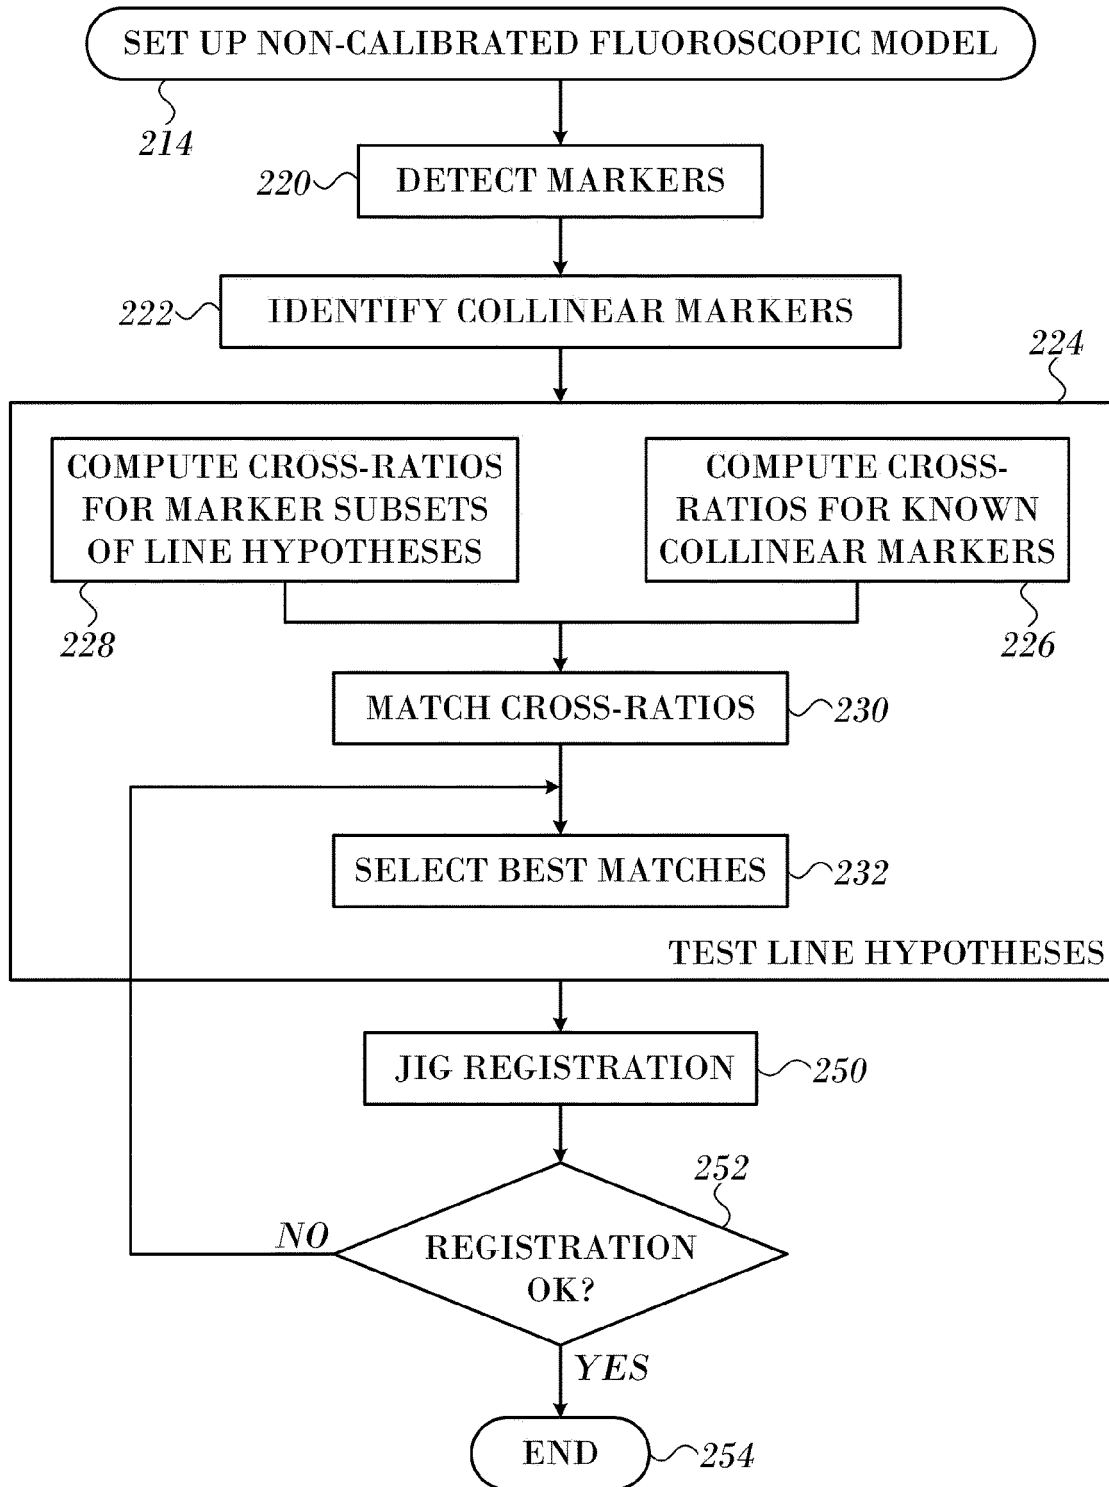 SET UP NON-CALIBRATED FLUOROSCOPIC MODEL
214
220
DETECT MARKERS
222
IDENTIFY COLLINEAR MARKERS
224
COMPUTE CROSS-RATIOS
FOR MARKER SUBSETS
OF LINE HYPOTHESES
228
COMPUTE CROSS-
RATIOS FOR KNOWN
COLLINEAR MARKERS
226
MATCH CROSS-RATIOS
230
SELECT BEST MATCHES
232
TEST LINE HYPOTHESES
JIG REGISTRATION
250
252
NO
REGISTRATION
OK?
YES
END
254